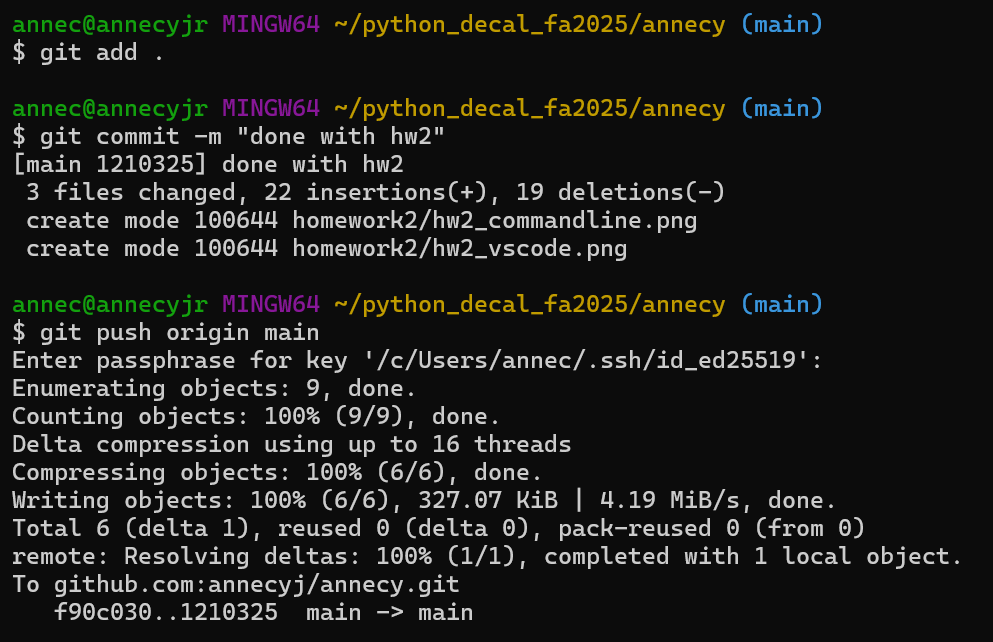 annec@annecyjr MINGW64 ~/python_decal_fa2025/annecy (main)
$ git add .
annec@annecyjr MINGW64 ~/python_decal_fa2025/annecy (main)
$ git commit -m "done with hw2"
[main 1210325] done with hw2
 3 files changed, 22 insertions(+), 19 deletions(-)
 create mode 100644 homework2/hw2_commandline.png
 create mode 100644 homework2/hw2_vscode.png
annec@annecyjr MINGW64 ~/python_decal_fa2025/annecy (main)
$ git push origin main
Enter passphrase for key '/c/Users/annec/.ssh/id_ed25519':
Enumerating objects: 9, done.
Counting objects: 100% (9/9), done.
Delta compression using up to 16 threads
Compressing objects: 100% (6/6), done.
Writing objects: 100% (6/6), 327.07 KiB | 4.19 MiB/s, done.
Total 6 (delta 1), reused 0 (delta 0), pack-reused 0 (from 0)
remote: Resolving deltas: 100% (1/1), completed with 1 local object.
To github.com:annecyj/annecy.git
   f90c030..1210325  main -> main